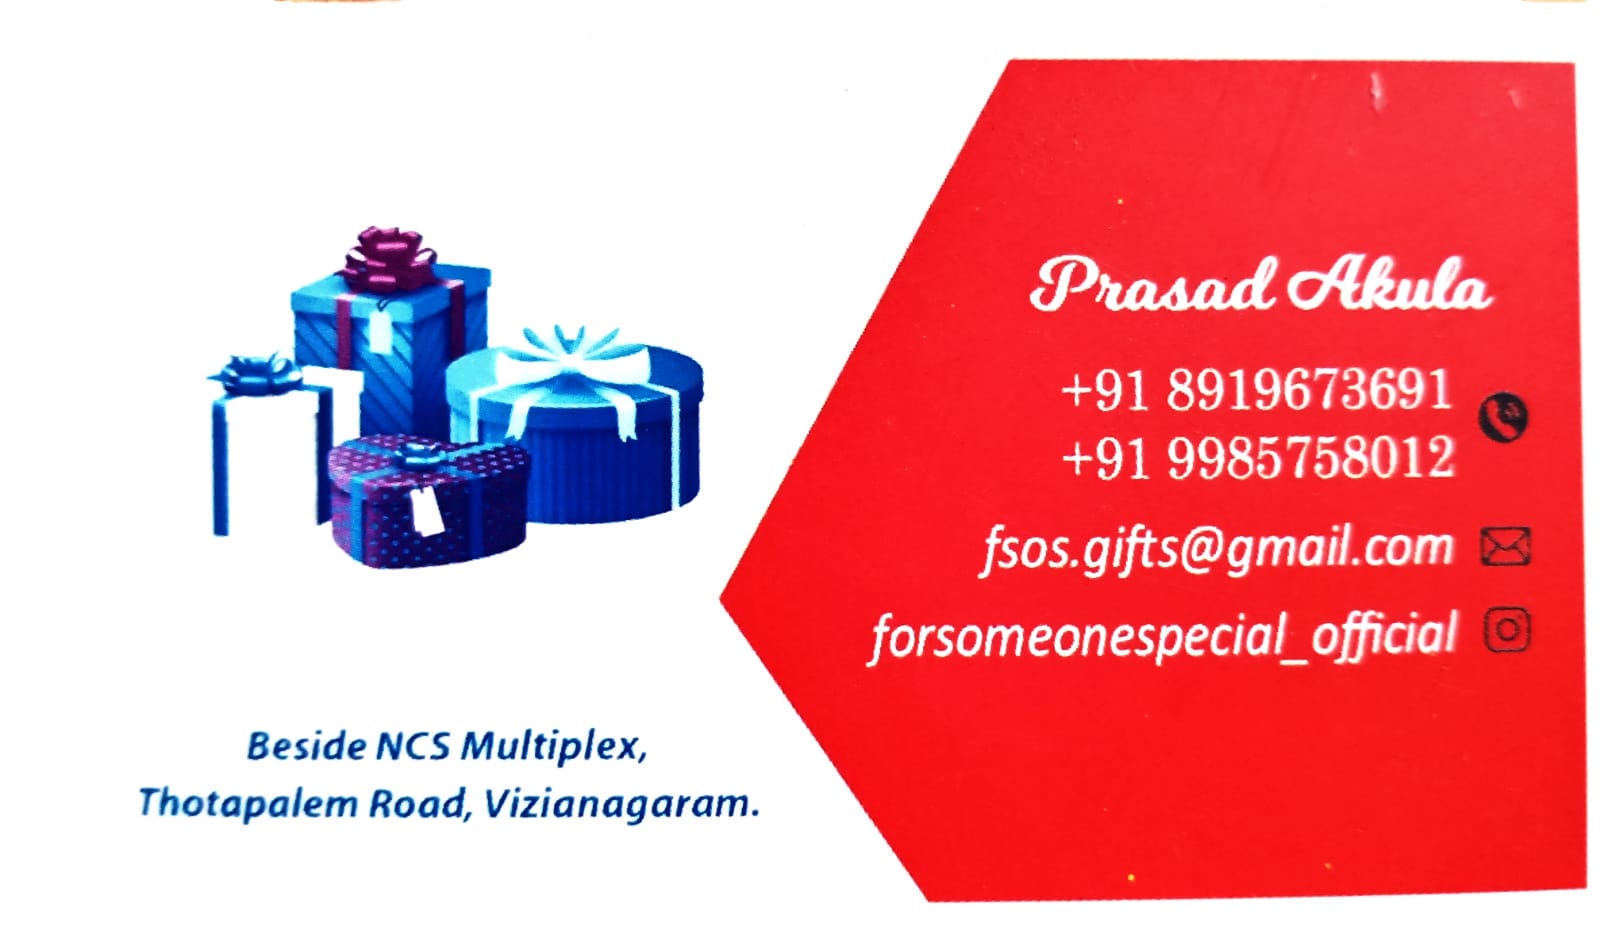 Prasad Akula
+91 8919673691
+91 9985758012
fsos.gifts@gmail.com
forsomeonespecial_official
Beside NCS Multiplex,
Thotapalem Road, Vizianagaram.